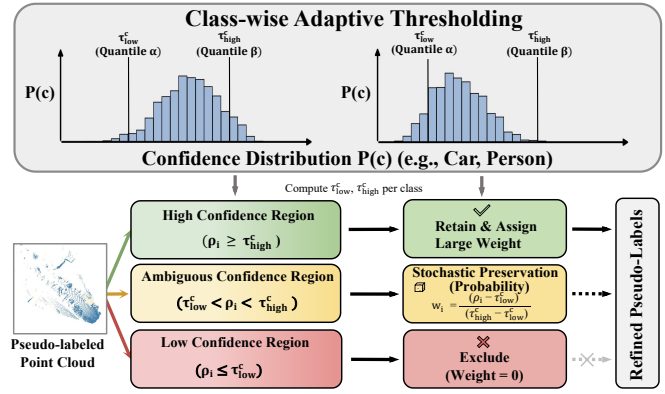 Class-wise Adaptive Thresholding
τ^c_low
(Quantile α)
τ^c_high
(Quantile β)
P(c)
τ^c_low
(Quantile α)
τ^c_high
(Quantile β)
P(c)
Confidence Distribution P(c) (e.g., Car, Person)
Compute τ^c_low, τ^c_high per class
Pseudo-labeled
Point Cloud
High Confidence Region
(ρ_i ≥ τ^c_high)
Retain & Assign
Large Weight
Ambiguous Confidence Region
(τ^c_low < ρ_i < τ^c_high)
Stochastic Preservation
(Probability)
w_i = (ρ_i − τ^c_low) / (τ^c_high − τ^c_low)
Low Confidence Region
(ρ_i ≤ τ^c_low)
Exclude
(Weight = 0)
Refined Pseudo-Labels